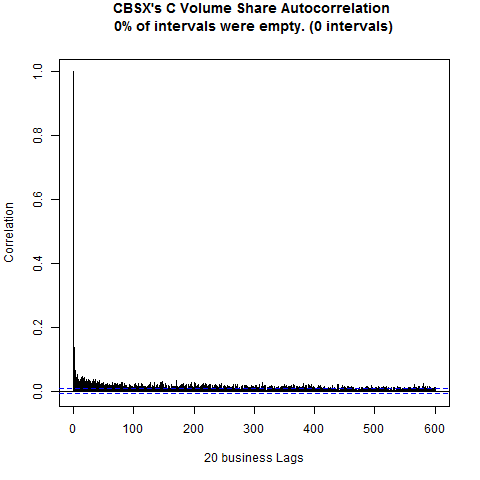 CBSX's C Volume Share Autocorrelation
0% of intervals were empty. (0 intervals)
1.0
0.8
0.6
0.4
0.2
0.0
Correlation
0 100 200 300 400 500 600
20 business Lags